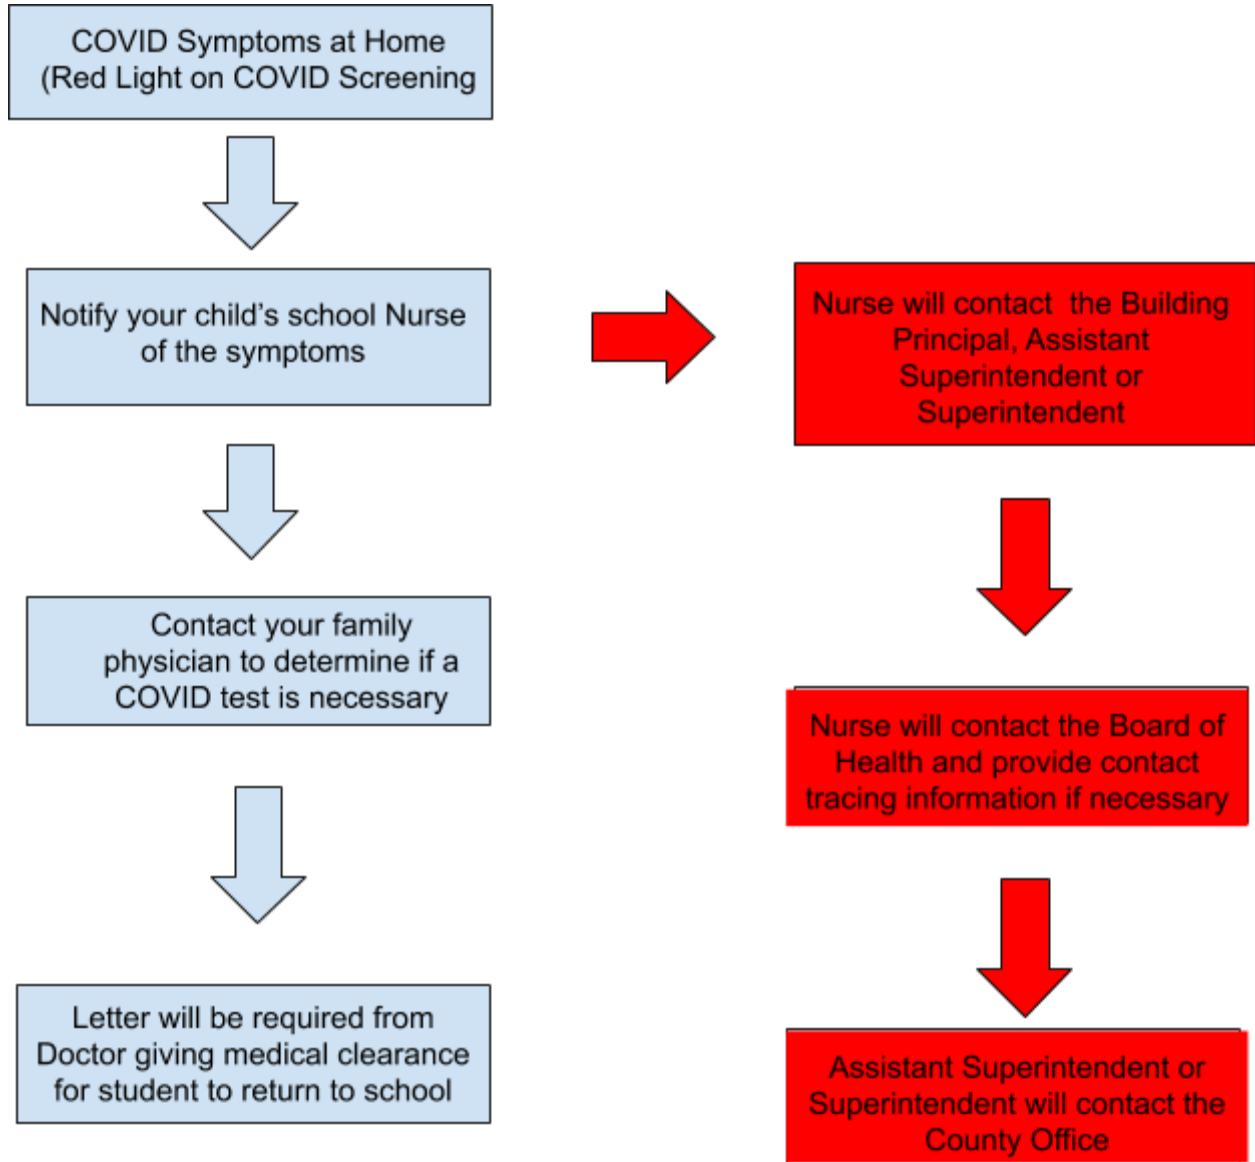 COVID Symptoms at Home
(Red Light on COVID Screening
Notify your child's school Nurse
of the symptoms
Contact your family
physician to determine if a
COVID test is necessary
Letter will be required from
Doctor giving medical clearance
for student to return to school
Nurse will contact  the Building
Principal, Assistant
Superintendent or
Superintendent
Nurse will contact the Board of
Health and provide contact
tracing information if necessary
Assistant Superintendent or
Superintendent will contact the
County Office